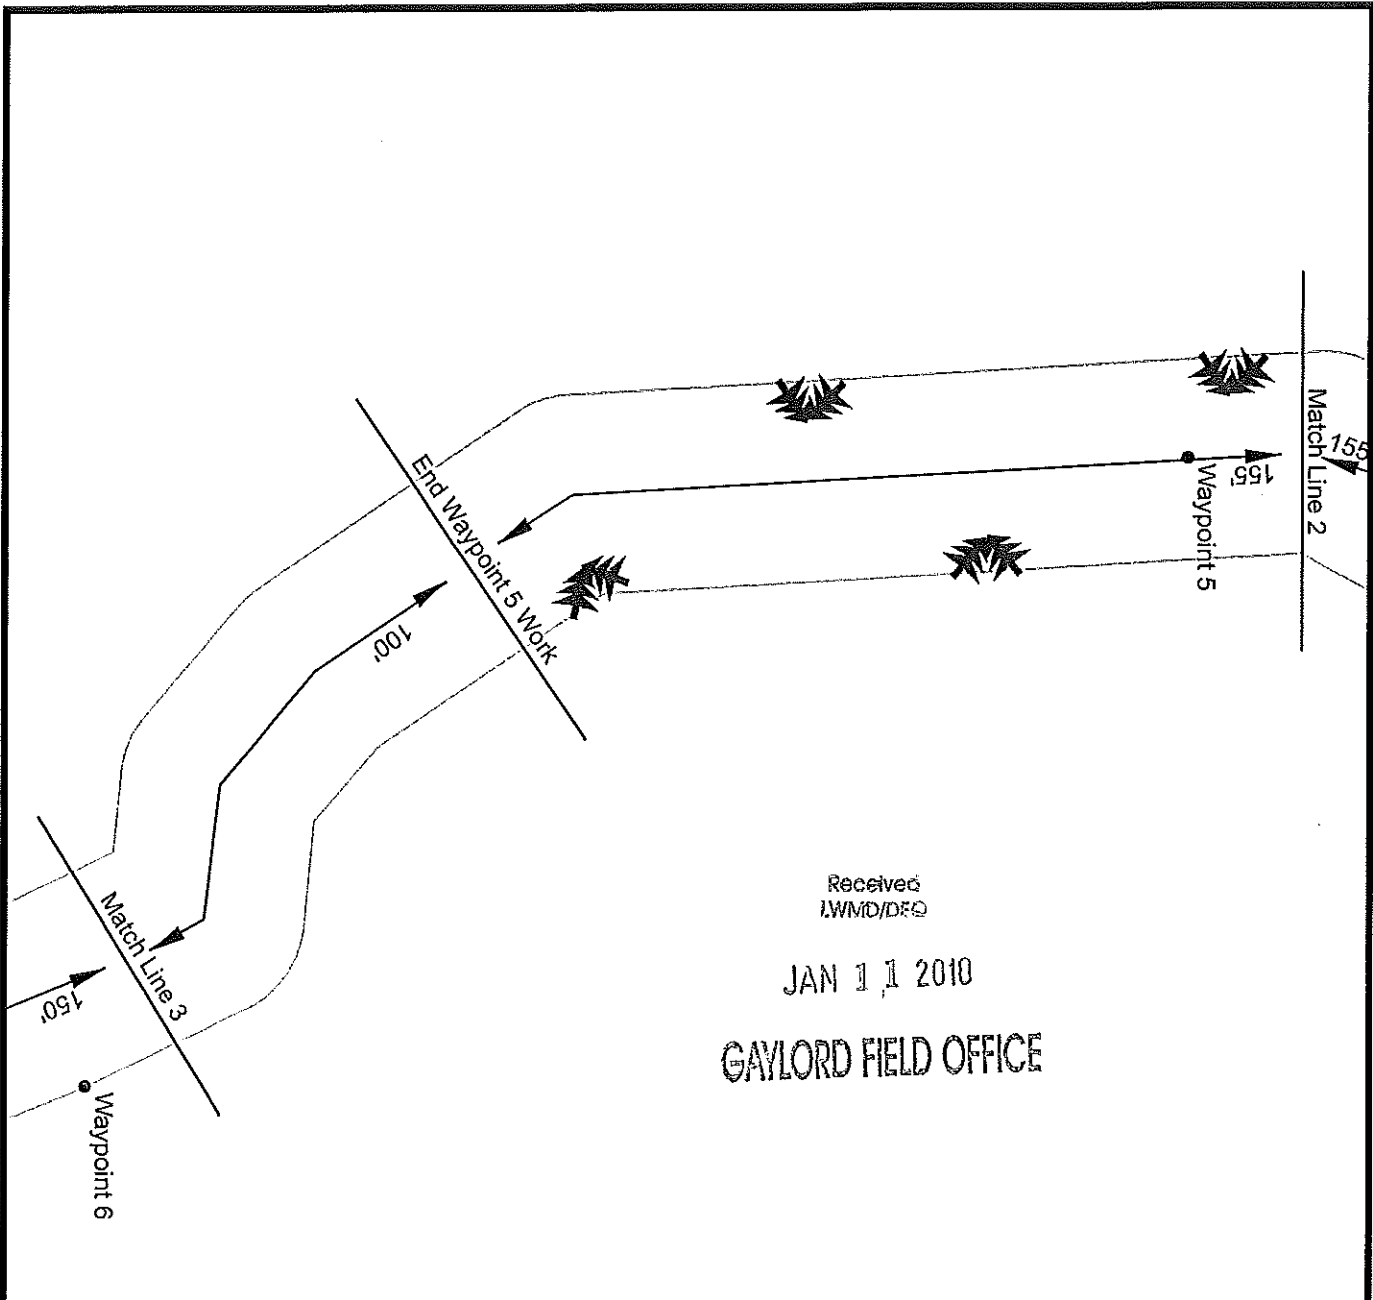 Match Line 2
155
155'
Waypoint 5
End Waypoint 5 Work
100'
Match Line 3
150'
Waypoint 6
Received
LWMD/DEQ
JAN 11 2010
GAYLORD FIELD OFFICE